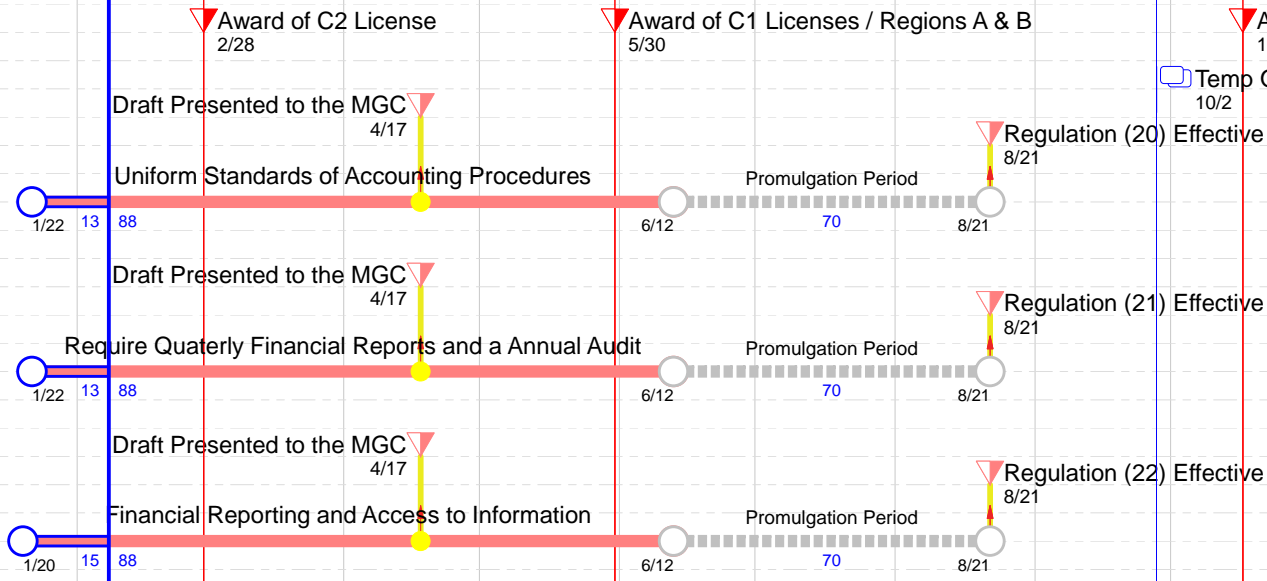 Award of C2 License
2/28
Award of C1 Licenses / Regions A & B
5/30
A
1
Temp
10/2
Draft Presented to the MGC
4/17
Regulation (20) Effective
8/21
Uniform Standards of Accounting Procedures
Promulgation Period
1/22 13 88 6/12 70 8/21
Draft Presented to the MGC
4/17
Regulation (21) Effective
8/21
Require Quaterly Financial Reports and a Annual Audit
Promulgation Period
1/22 13 88 6/12 70 8/21
Draft Presented to the MGC
4/17
Regulation (22) Effective
8/21
Financial Reporting and Access to Information
Promulgation Period
1/20 15 88 6/12 70 8/21